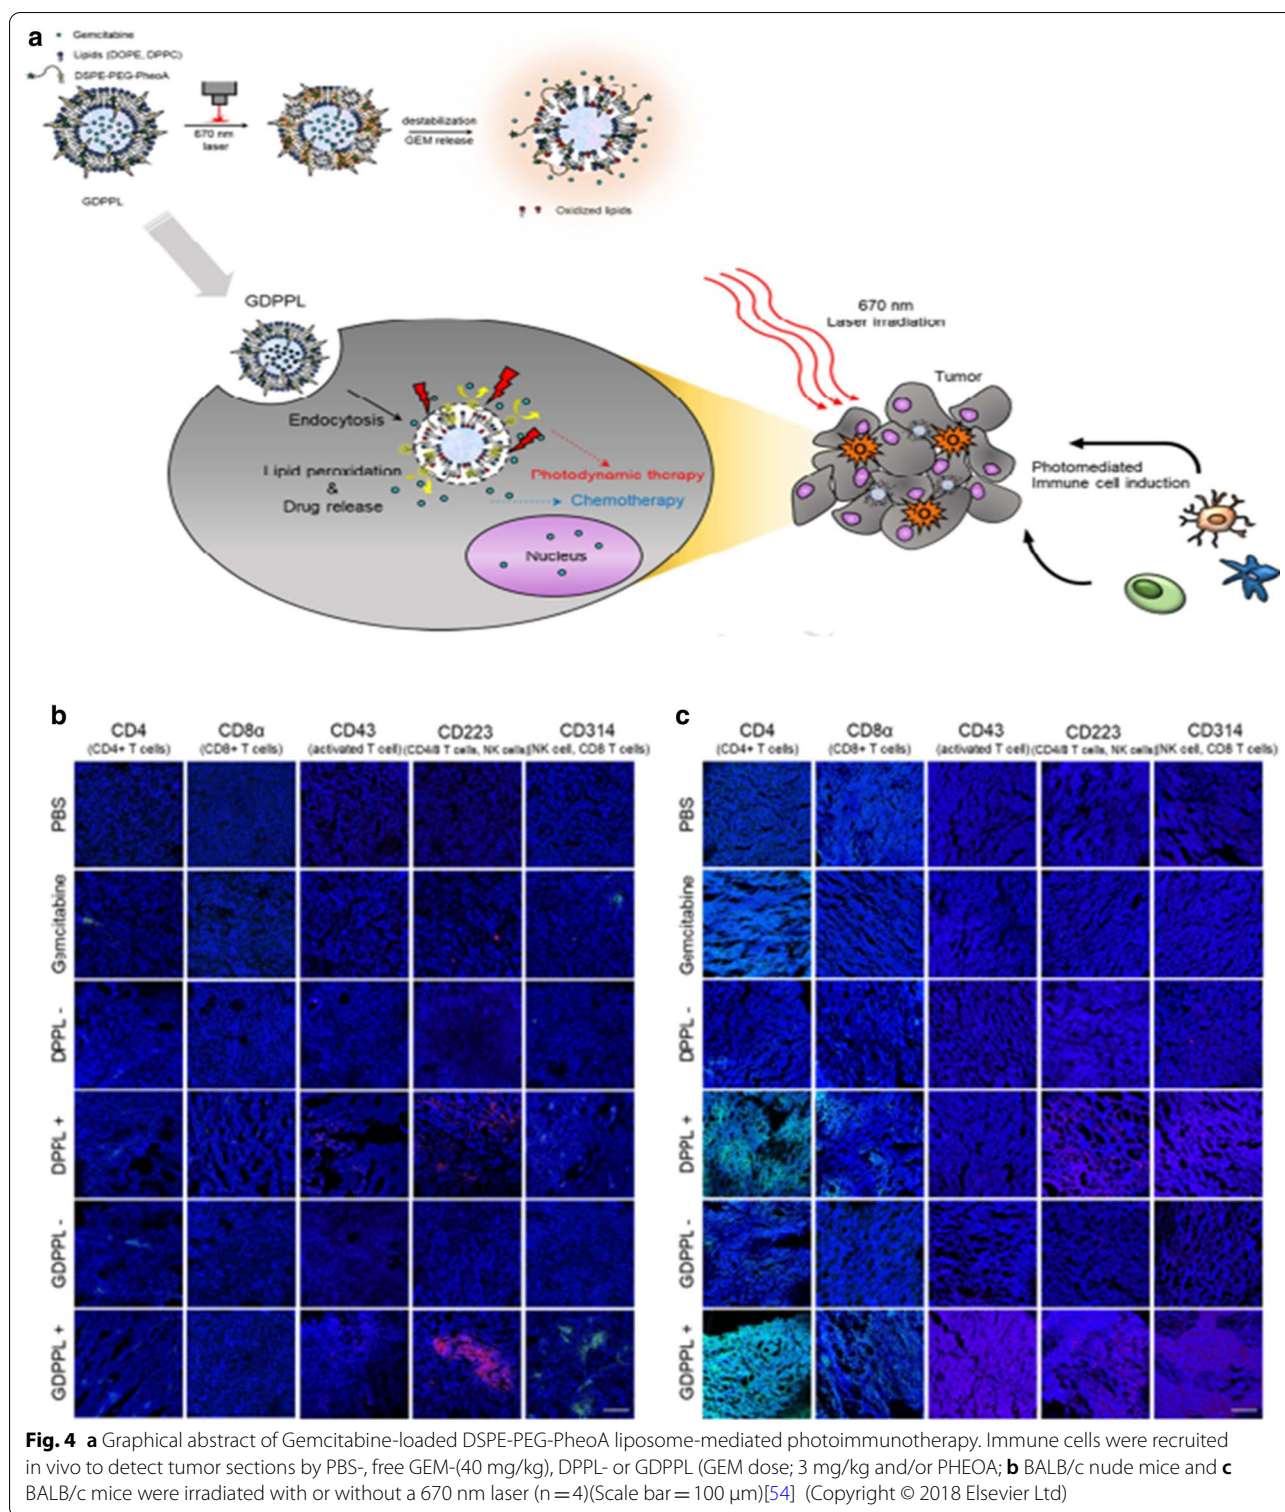 a
Gemcitabine
Lipids (DOPE, DPPC)
DSPE-PEG-PheoA
670 nm
laser
destabilization
GEM release
GDPPL
Oxidized lipids
GDPPL
670 nm
Laser irradiation
Tumor
Endocytosis
Lipid peroxidation
&
Drug release
Photodynamic therapy
Chemotherapy
Nucleus
Photomediated
Immune cell induction
b
CD4
(CD4+ T cells)
CD8α
(CD8+ T cells)
CD43
(activated T cell)
CD223
(CD4/8 T cells, NK cells)
CD314
(NK cell, CD8 T cells)
PBS
Gemcitabine
DPPL -
DPPL +
GDPPL -
GDPPL +
c
CD4
(CD4+ T cells)
CD8α
(CD8+ T cells)
CD43
(activated T cell)
CD223
(CD4/8 T cells, NK cells)
CD314
(NK cell, CD8 T cells)
PBS
Gemcitabine
DPPL -
DPPL +
GDPPL -
GDPPL +
Fig. 4 a Graphical abstract of Gemcitabine-loaded DSPE-PEG-PheoA liposome-mediated photoimmunotherapy. Immune cells were recruited
in vivo to detect tumor sections by PBS-, free GEM-(40 mg/kg), DPPL- or GDPPL (GEM dose; 3 mg/kg and/or PHEOA; b BALB/c nude mice and c
BALB/c mice were irradiated with or without a 670 nm laser (n = 4)(Scale bar = 100 μm)[54] (Copyright © 2018 Elsevier Ltd)